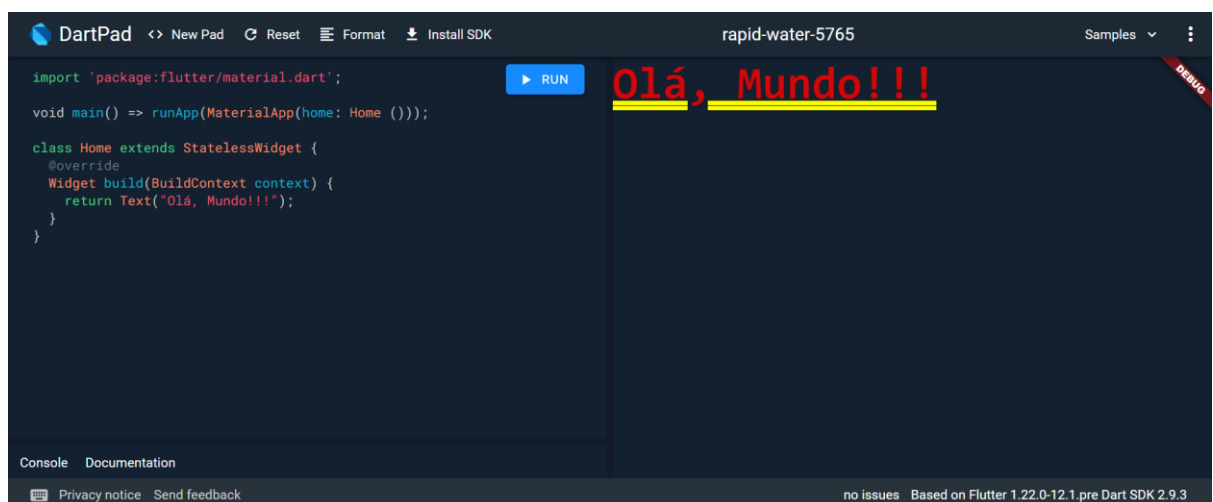 DartPad <> New Pad Reset Format Install SDK rapid-water-5765 Samples
import 'package:flutter/material.dart';
RUN
void main() => runApp(MaterialApp(home: Home ()));
class Home extends StatelessWidget {
@override
Widget build(BuildContext context) {
return Text("Olá, Mundo!!!");
}
}
Olá, Mundo!!!
DEBUG
Console Documentation
Privacy notice Send feedback no issues Based on Flutter 1.22.0-12.1.pre Dart SDK 2.9.3